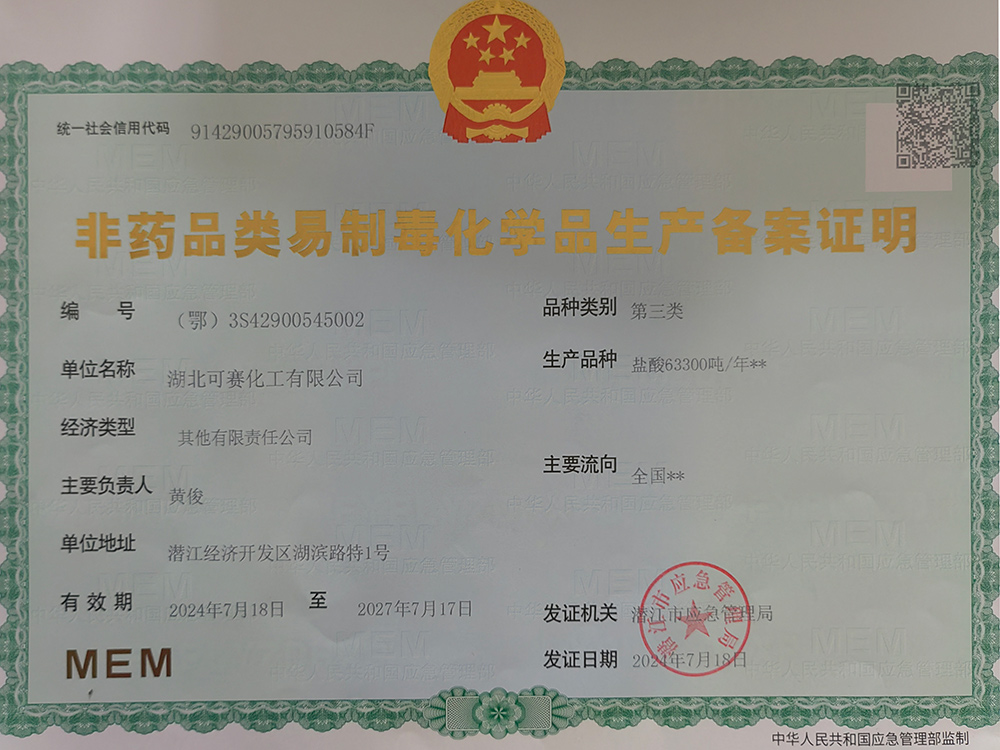 统一社会信用代码 91429005795910584F
非药品类易制毒化学品生产备案证明
编 号 （鄂）3S42900545002
品种类别 第三类
单位名称 湖北可赛化工有限公司
生产品种 盐酸63300吨/年**
经济类型 其他有限责任公司
主要流向 全国**
主要负责人 黄俊
单位地址 潜江经济开发区湖滨路特1号
有效期 2024年7月18日 至 2027年7月17日
发证机关 潜江市应急管理局
潜江市应急管理局
发证日期 2024年7月18日
MEM
中华人民共和国应急管理部监制